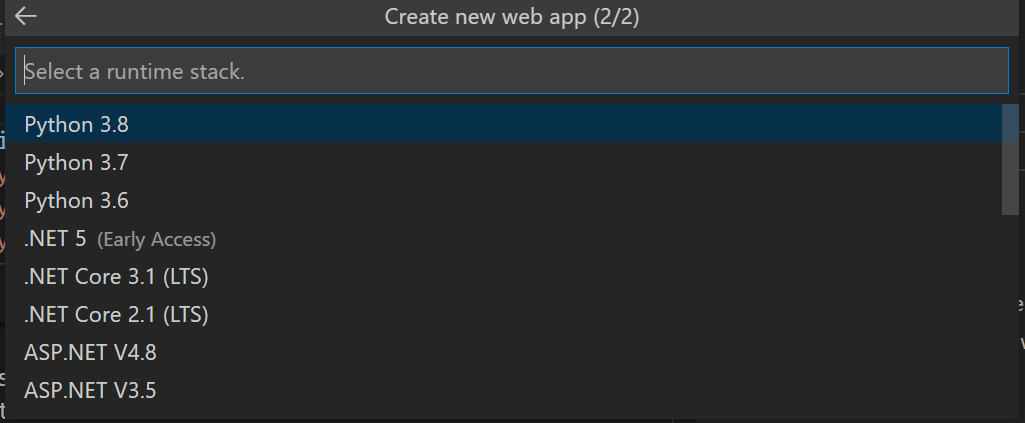 Create new web app (2/2)
Select a runtime stack.
Python 3.8
Python 3.7
Python 3.6
.NET 5 (Early Access)
.NET Core 3.1 (LTS)
.NET Core 2.1 (LTS)
ASP.NET V4.8
ASP.NET V3.5